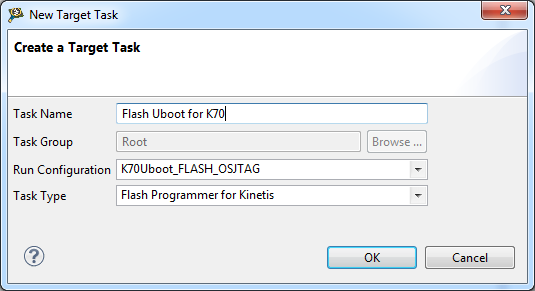 New Target Task
Create a Target Task
Task Name Flash Uboot for K70
Task Group Root Browse ...
Run Configuration K70Uboot_FLASH_OSJTAG
Task Type Flash Programmer for Kinetis
? OK Cancel